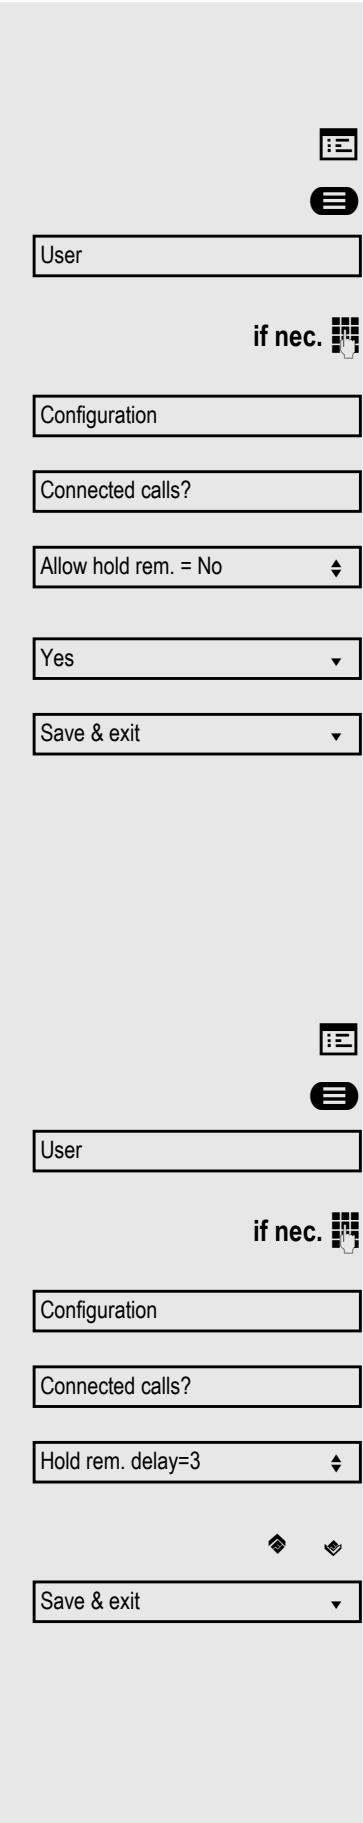 User
if nec.
Configuration
Connected calls?
Allow hold rem. = No
Yes
Save & exit
User
if nec.
Configuration
Connected calls?
Hold rem. delay=3
Save & exit